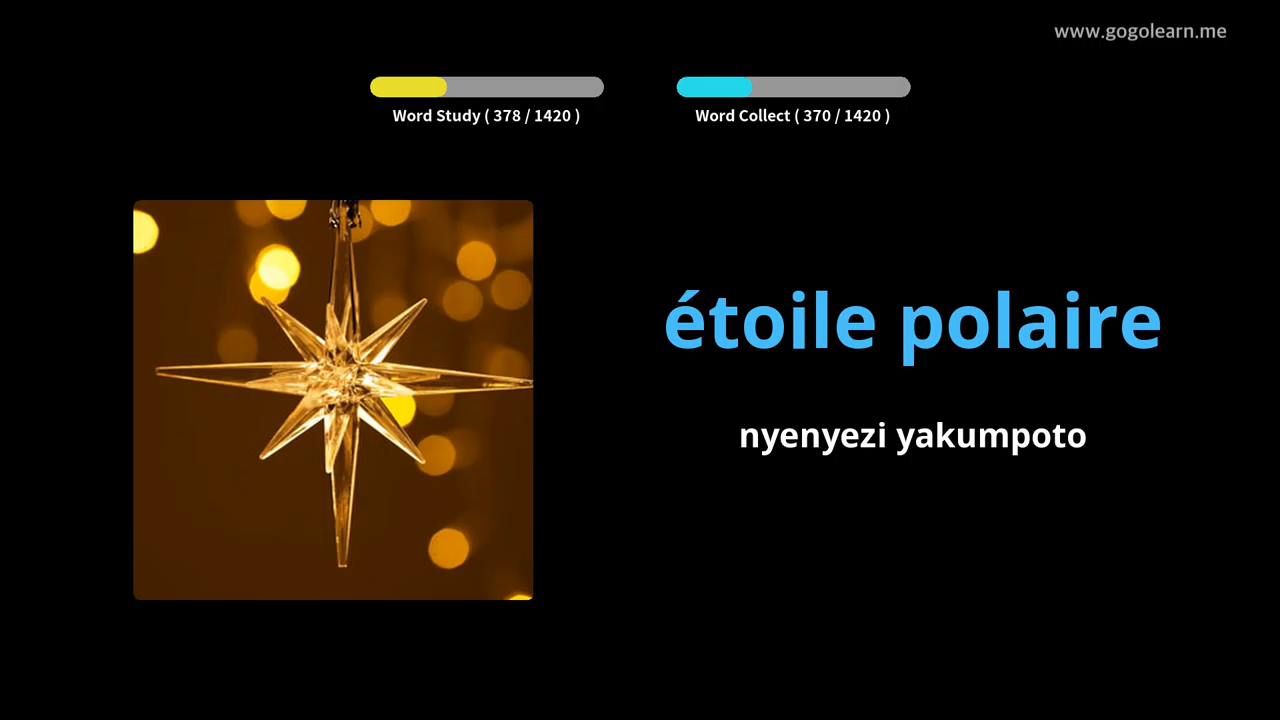 www.gogolearn.me
Word Study ( 378 / 1420 )
Word Collect ( 370 / 1420 )
étoile polaire
nyenyezi yakumpoto